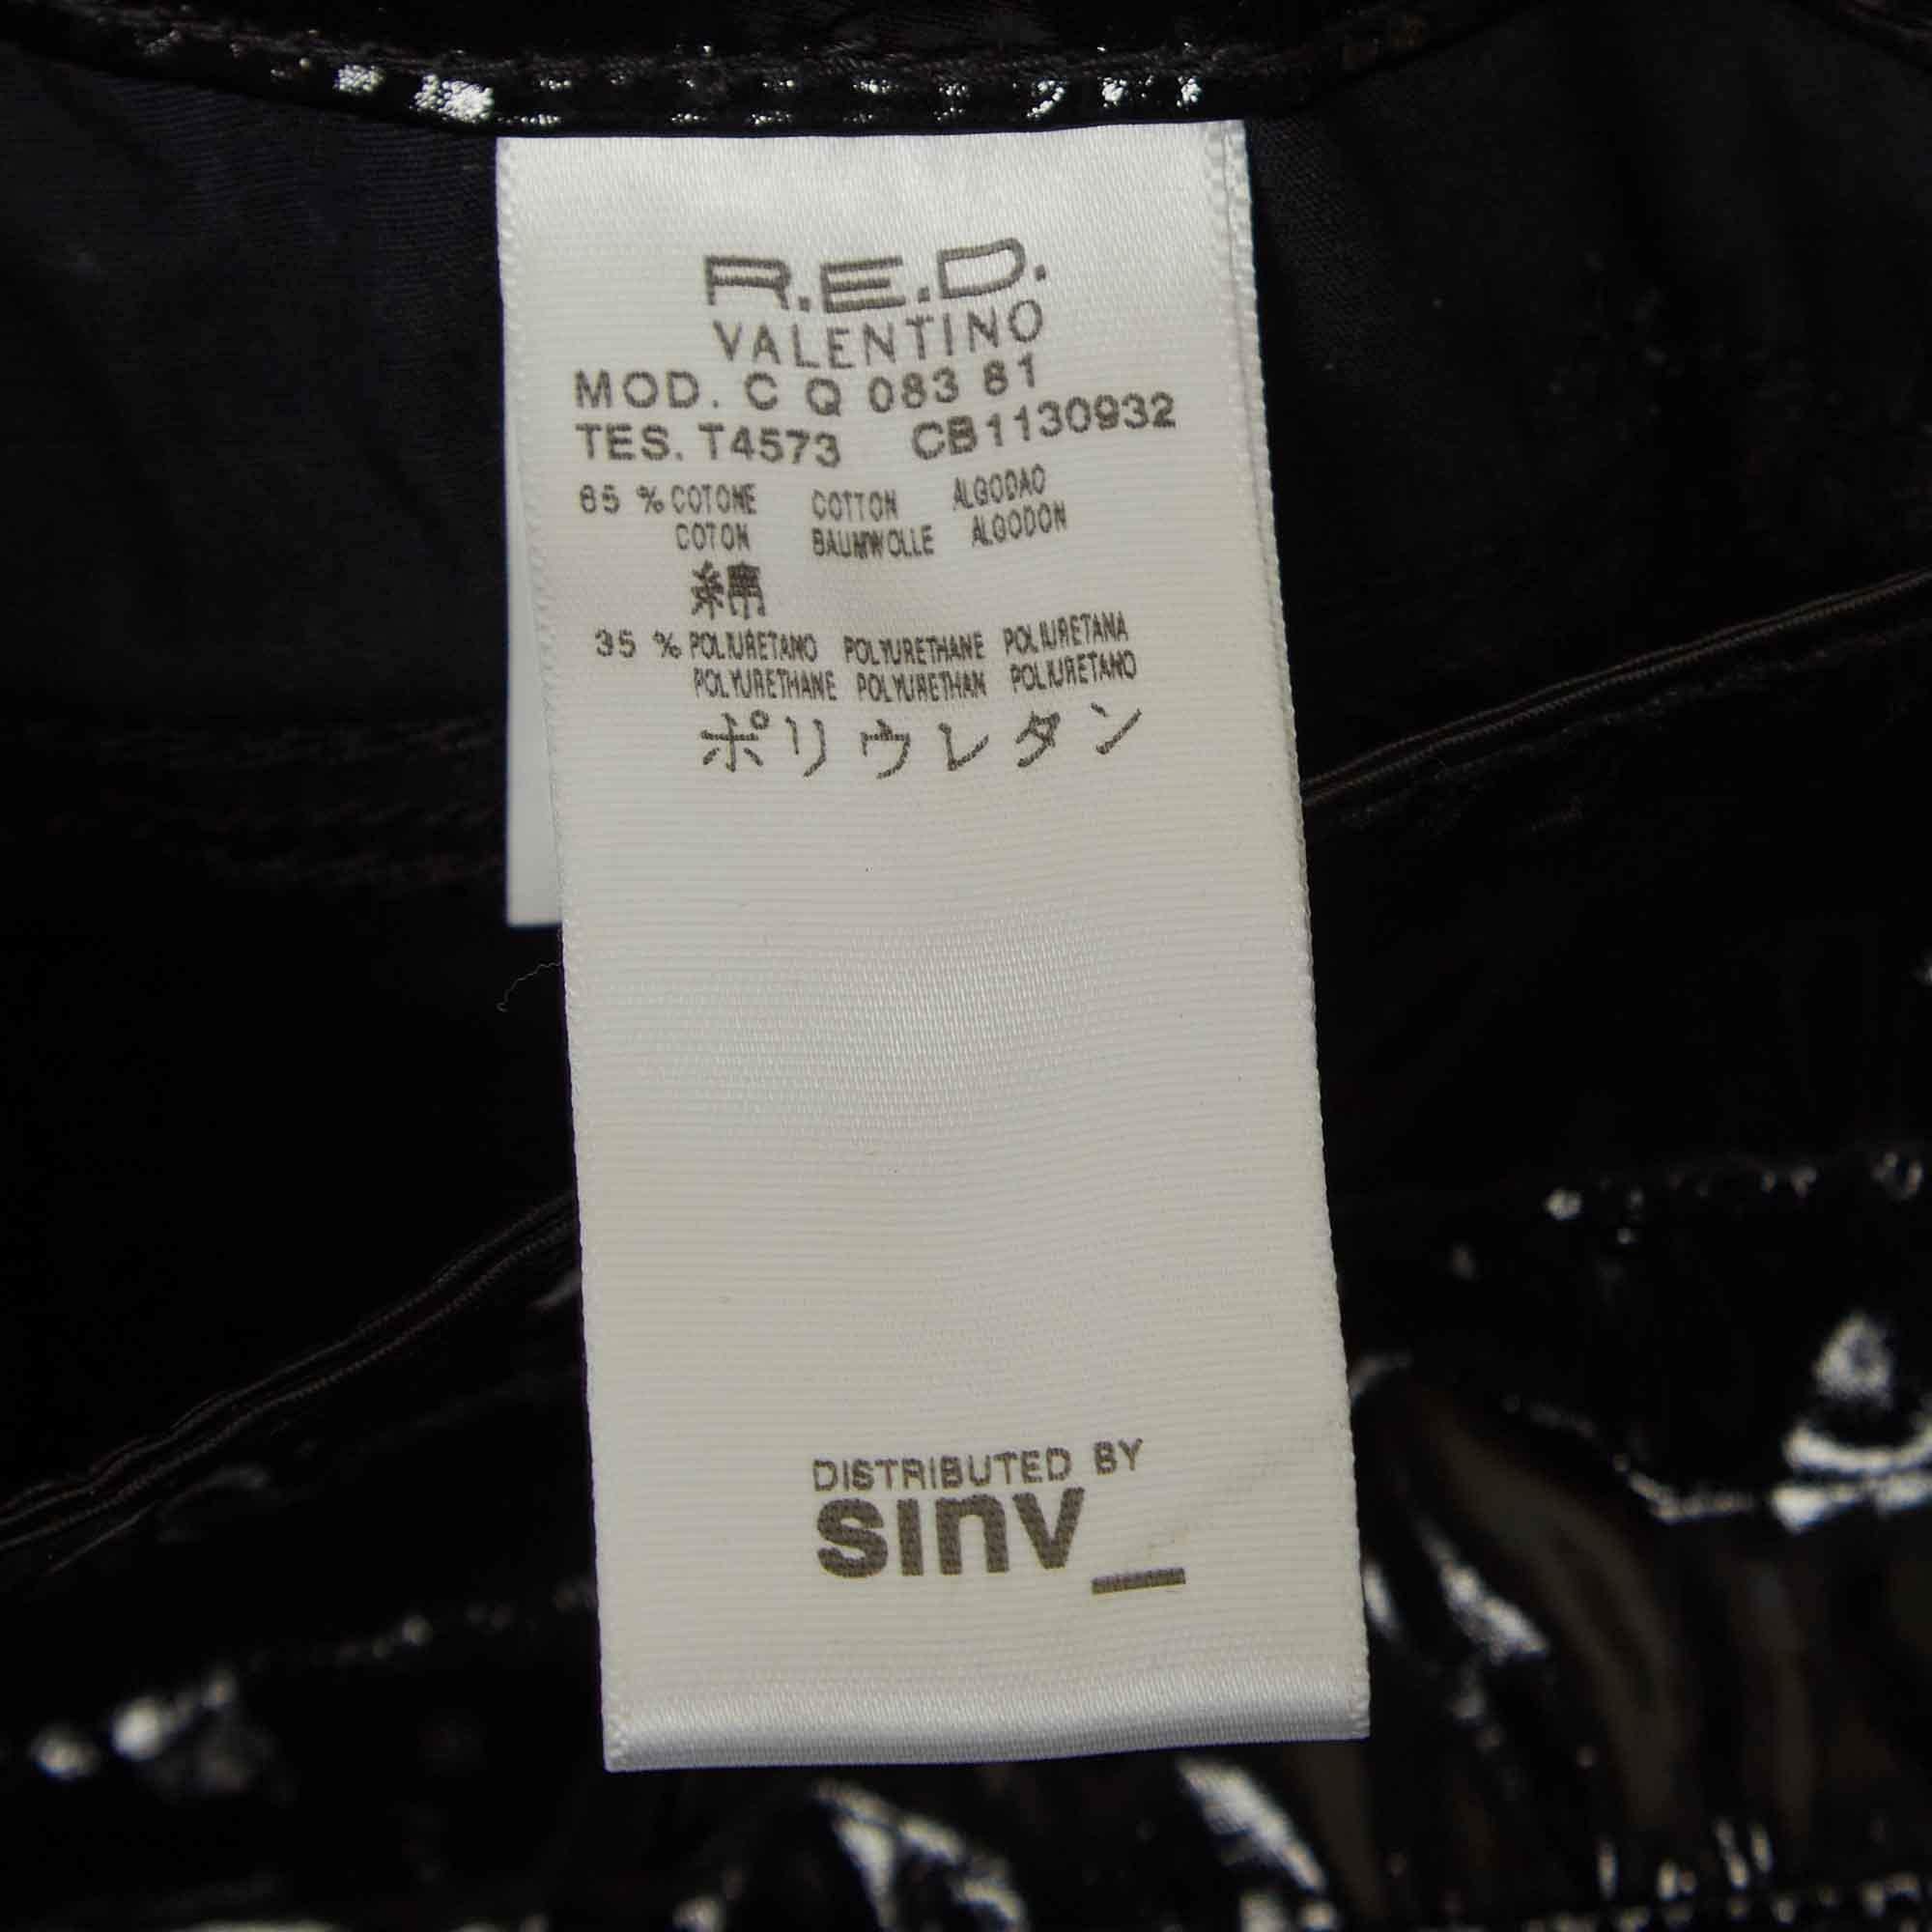 R.E.D.
VALENTINO
MOD. C Q 083 81
TES. T4573 CB1130932
65 % COTONE COTTON ALGODAO
COTON BAUMWOLLE ALGODON
綿
35 % POLIURETANO POLYURETHANE POLIURETANA
POLYURETHANE POLYURETHAN POLIURETANO
ポリウレタン
DISTRIBUTED BY
sinv_